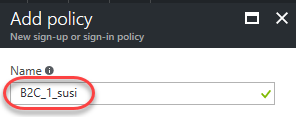 Add policy
New sign-up or sign-in policy
Name
B2C_1_susi